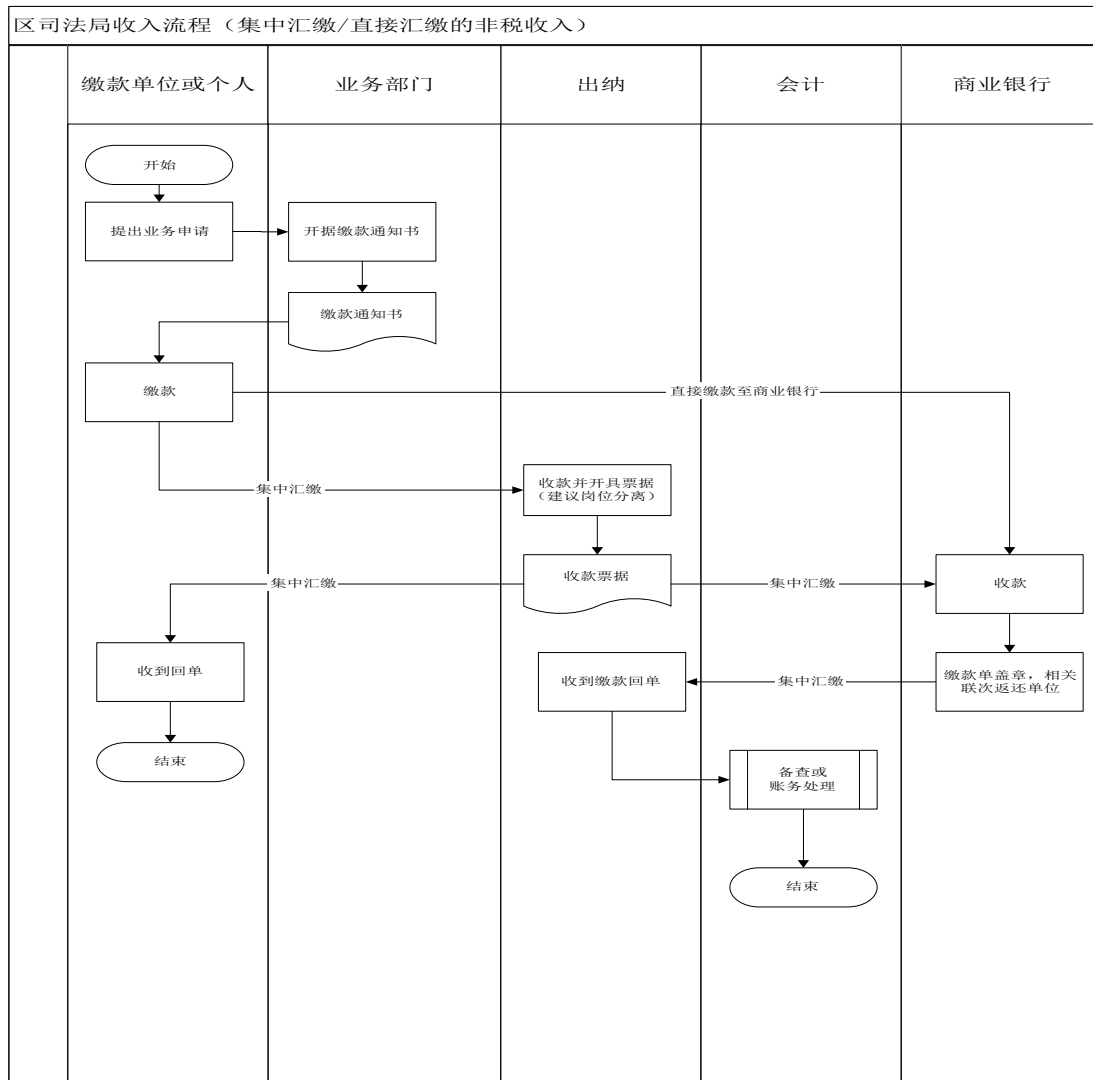 区司法局收入流程（集中汇缴/直接汇缴的非税收入）
缴款单位或个人
业务部门
出纳
会计
商业银行
开始
提出业务申请
开据缴款通知书
缴款通知书
缴款
直接缴款至商业银行
集中汇缴
收款并开具票据
（建议岗位分离）
集中汇缴
收款票据
集中汇缴
收款
收到回单
收到缴款回单
集中汇缴
缴款单盖章，相关
联次返还单位
结束
备查或
账务处理
结束